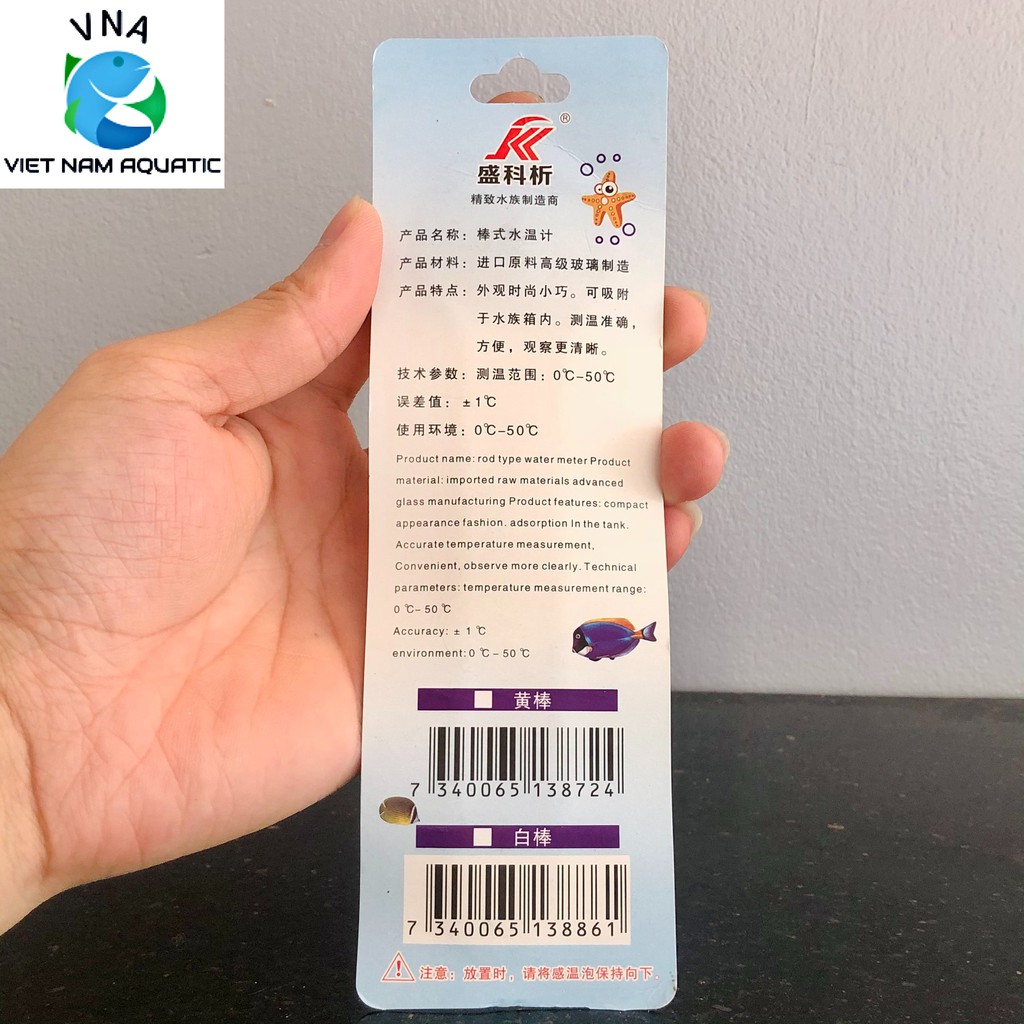 VNA
VIET NAM AQUATIC
®
盛科析
精致水族制造商
产品名称：棒式水温计
产品材料：进口原料高级玻璃制造
产品特点：外观时尚小巧。可吸附
于水族箱内。测温准确，
方便，观察更清晰。
技术参数：测温范围：0℃-50℃
误差值：±1℃
使用环境：0℃-50℃
Product name: rod type water meter Product
material: imported raw materials advanced
glass manufacturing Product features: compact
appearance fashion. adsorption In the tank.
Accurate temperature measurement,
Convenient, observe more clearly. Technical
parameters: temperature measurement range:
0 ℃- 50 ℃
Accuracy: ± 1 ℃
environment: 0 ℃ - 50 ℃
黄棒
7 340065 138724
白棒
7 340065 138861
注意：放置时，请将感温泡保持向下.